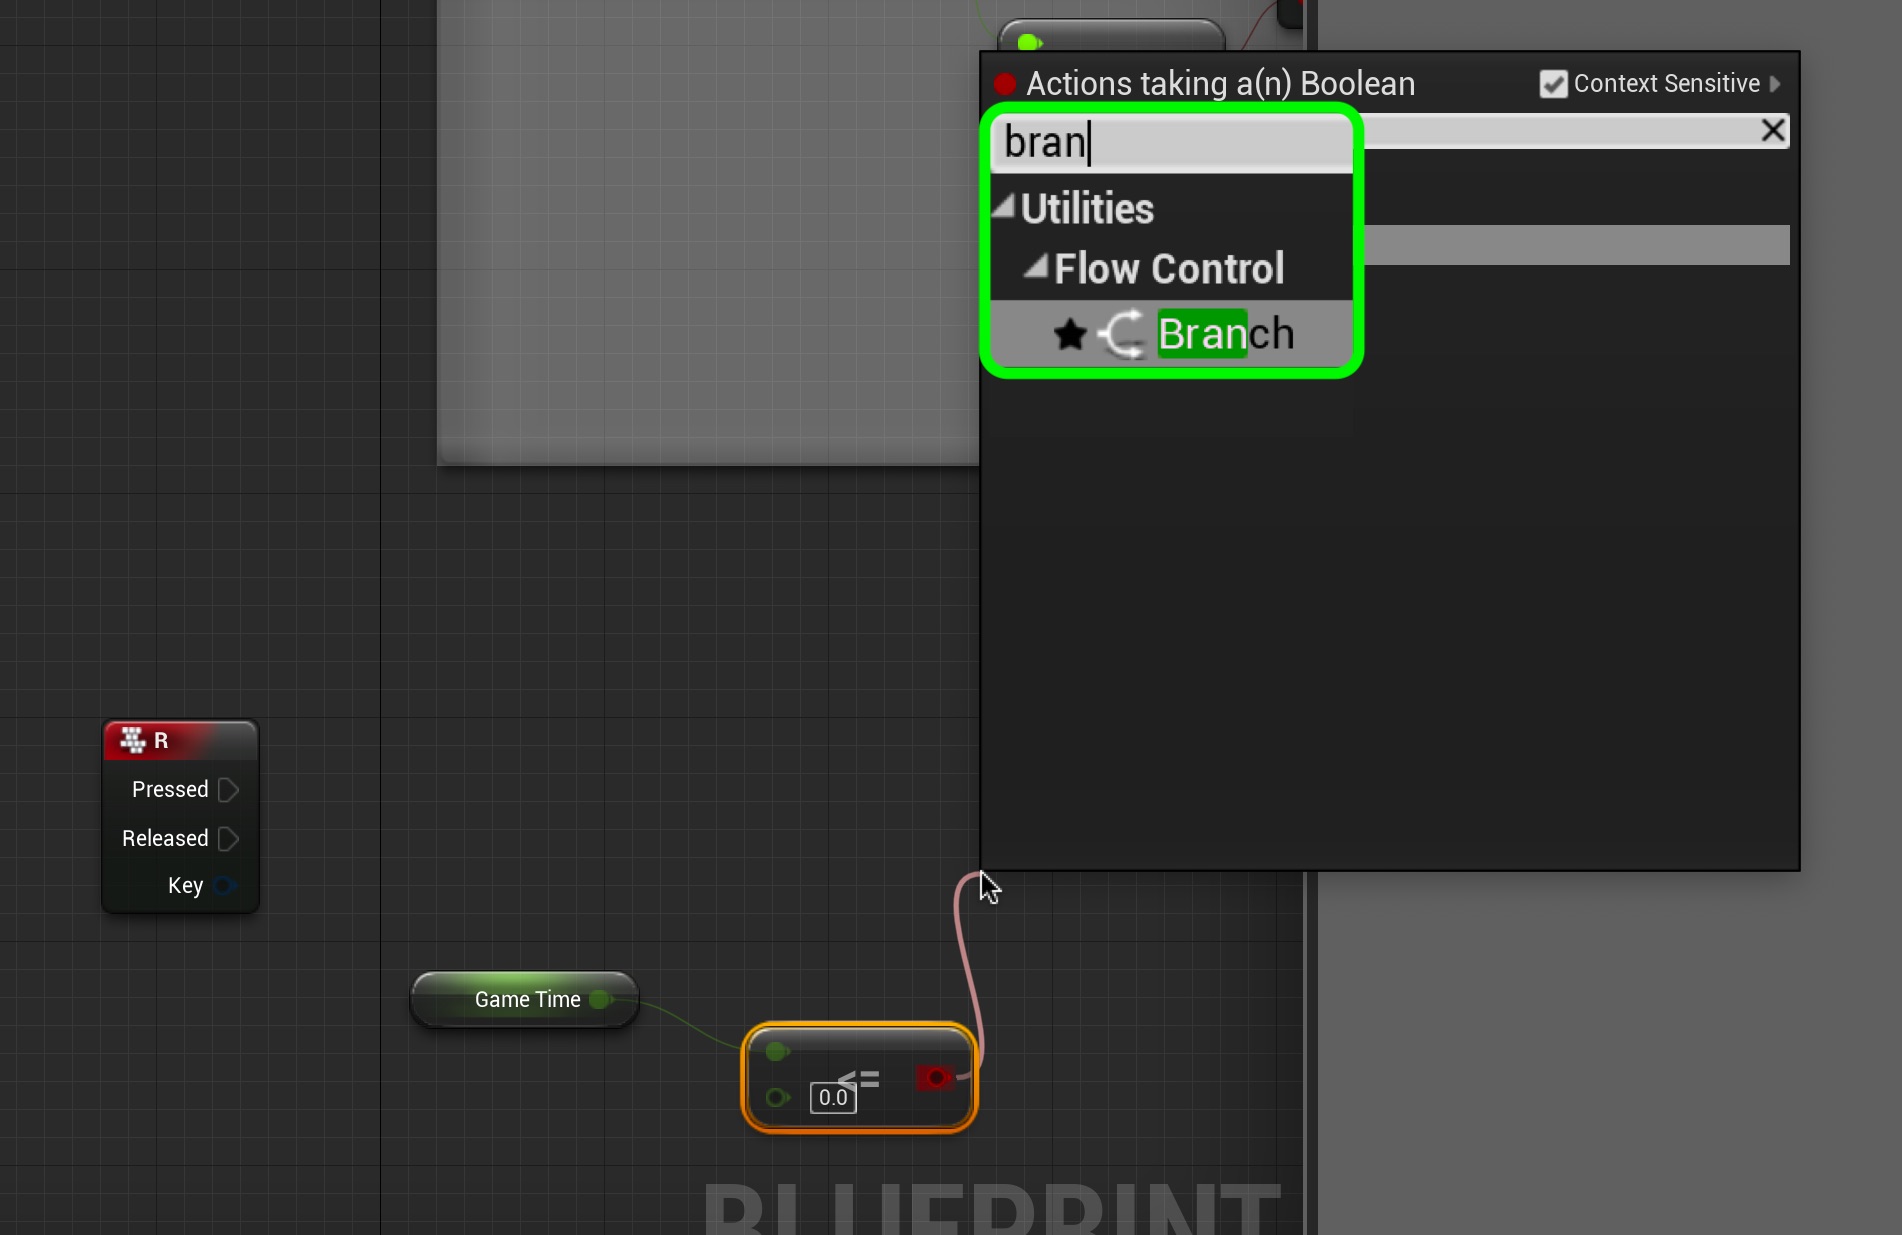 Actions taking a(n) Boolean
Context Sensitive
bran
Utilities
Flow Control
Branch
R
Pressed
Released
Key
Game Time
<=
0.0
BLUEPRINT